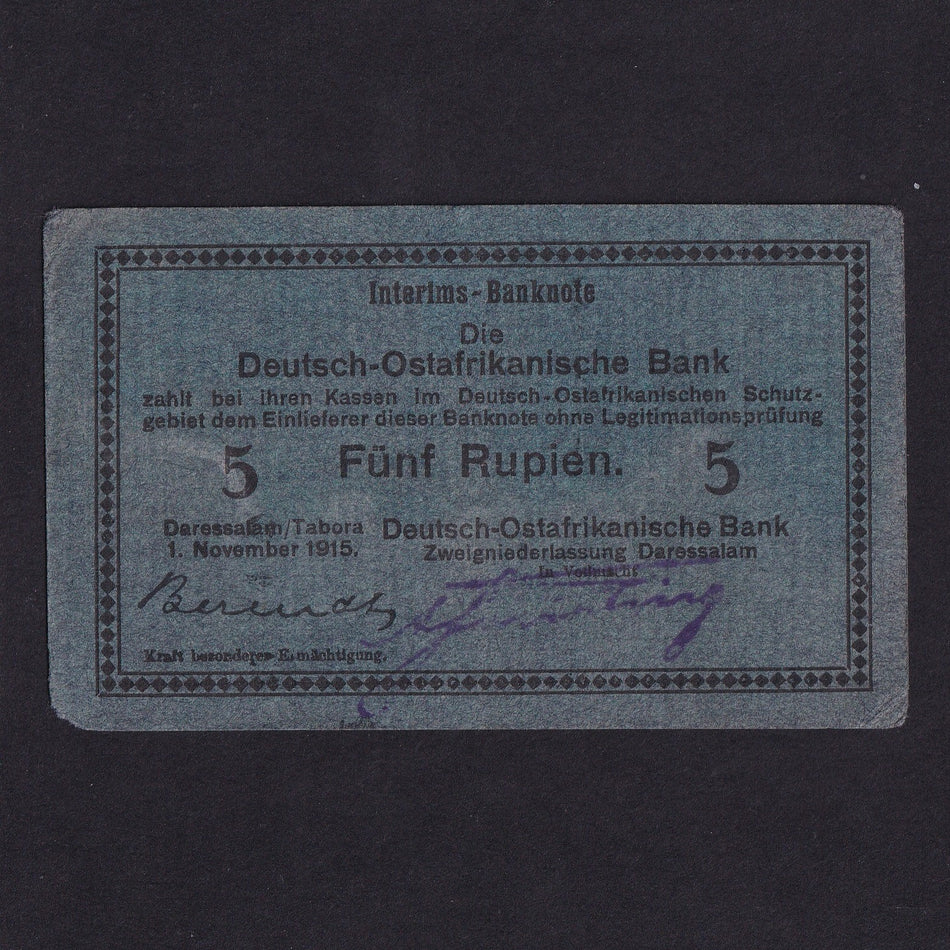 Interims-Banknote
Die
Deutsch-Ostafrikanische Bank
zahlt bei ihren Kassen im Deutsch-Ostafrikanischen Schutz-
gebiet dem Einlieferer dieser Banknote ohne Legitimationsprüfung
5 Fünf Rupien. 5
Daressalam/Tabora
1. November 1915.
Deutsch-Ostafrikanische Bank
Zweigniederlassung Daressalam
In Vollmacht
Berendt
Kraft besonderer Ermächtigung.